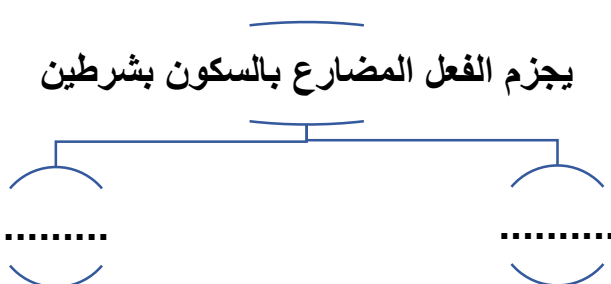 يجزم الفعل المضارع بالسكون بشرطين
..........
.........